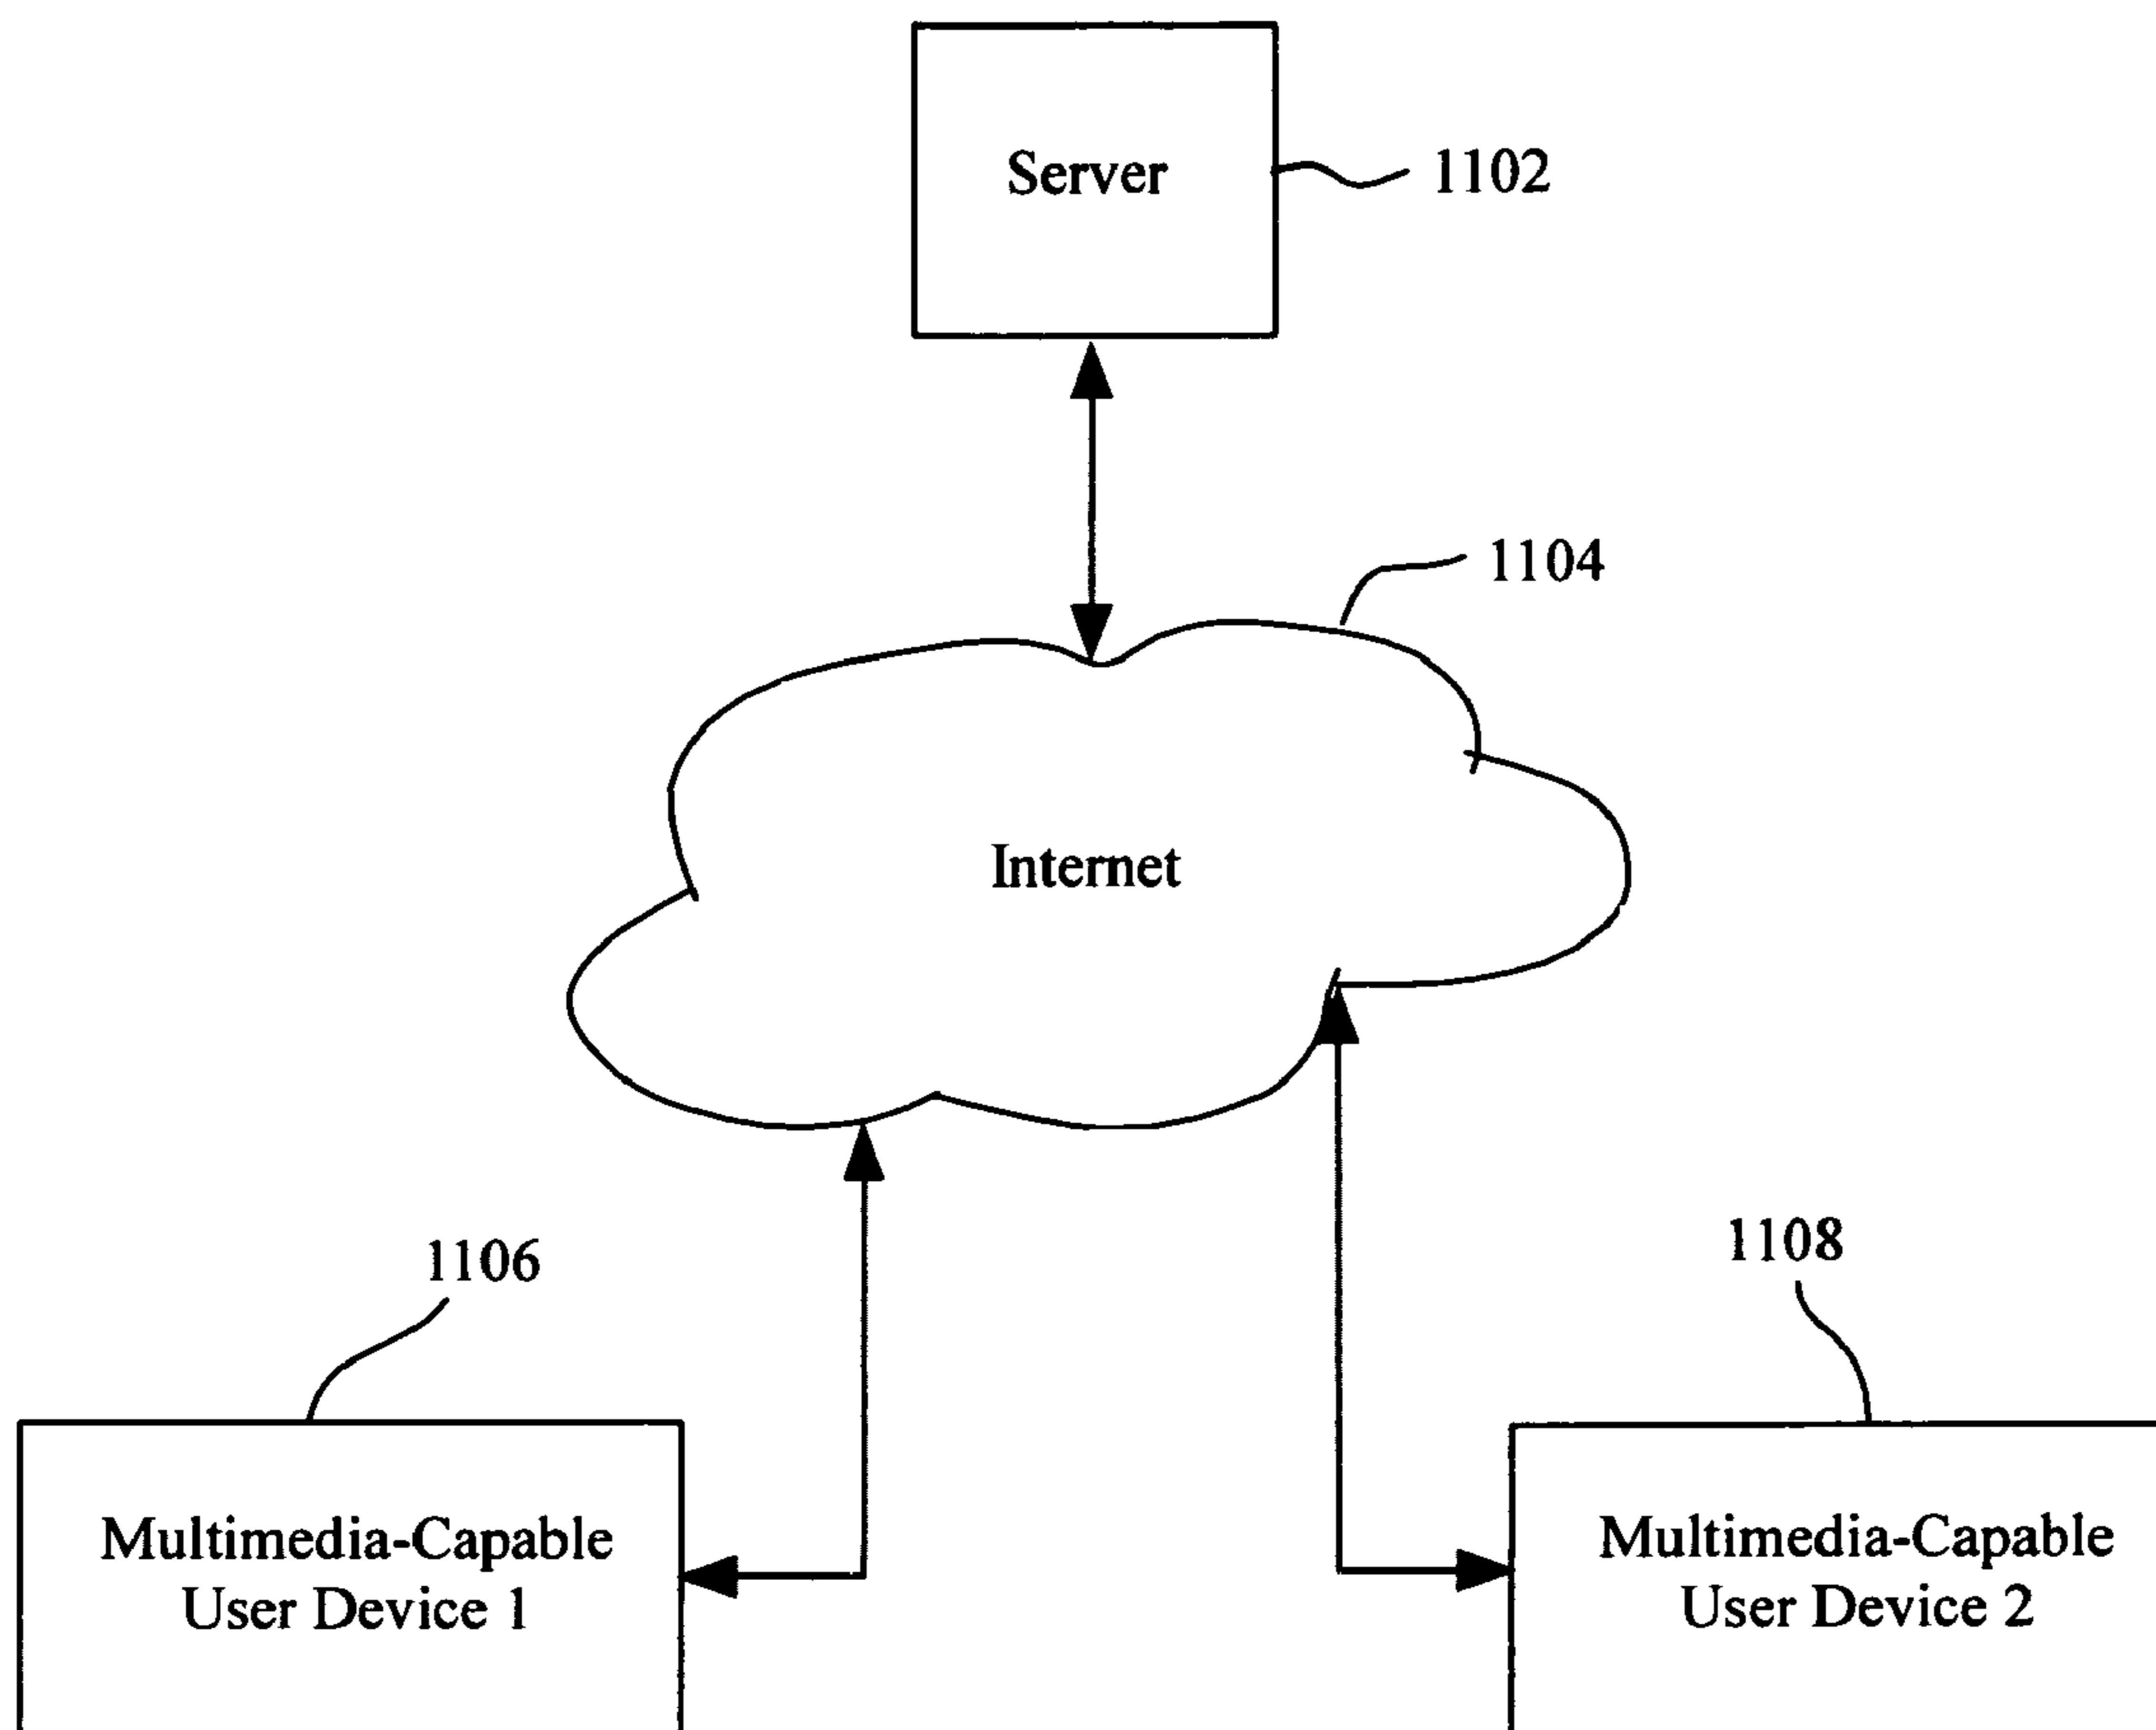 Server
1102
1104
Internet
1106
1108
Multimedia-Capable
User Device 1
Multimedia-Capable
User Device 2